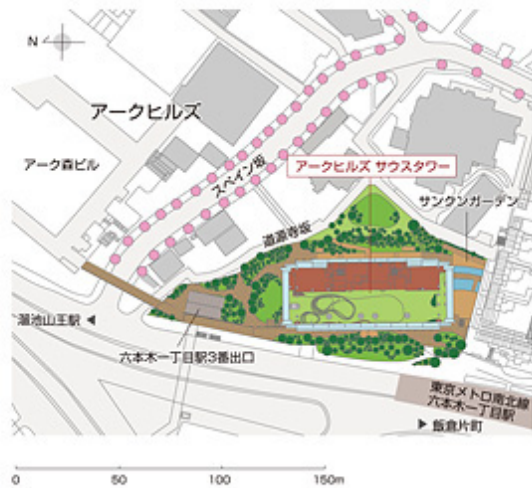 N
アークヒルズ
アーク森ビル
スペイン坂
アークヒルズ サウスタワー
サンクンガーデン
道源寺坂
溜池山王駅 ◀
六本木一丁目駅3番出口
東京メトロ南北線
六本木一丁目駅
▶ 飯倉片町
0 50 100 150m